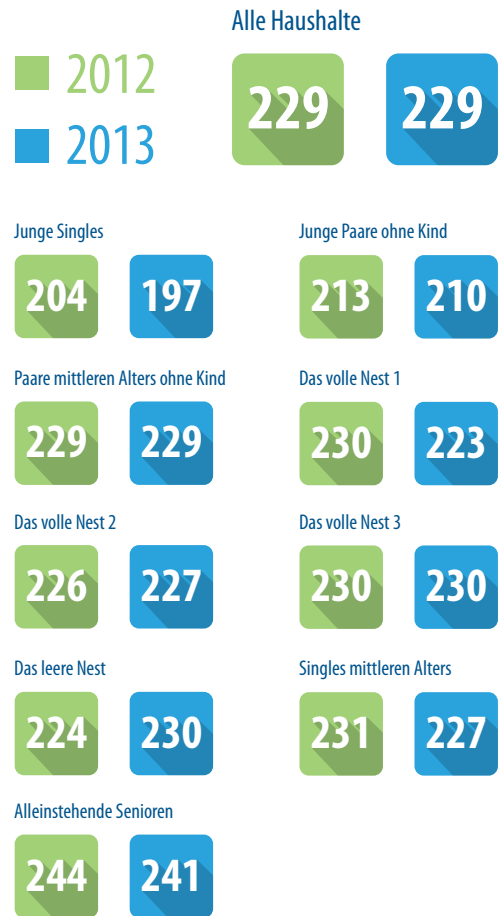 Alle Haushalte
2012
2013
229 229
Junge Singles
204 197
Junge Paare ohne Kind
213 210
Paare mittleren Alters ohne Kind
229 229
Das volle Nest 1
230 223
Das volle Nest 2
226 227
Das volle Nest 3
230 230
Das leere Nest
224 230
Singles mittleren Alters
231 227
Alleinstehende Senioren
244 241